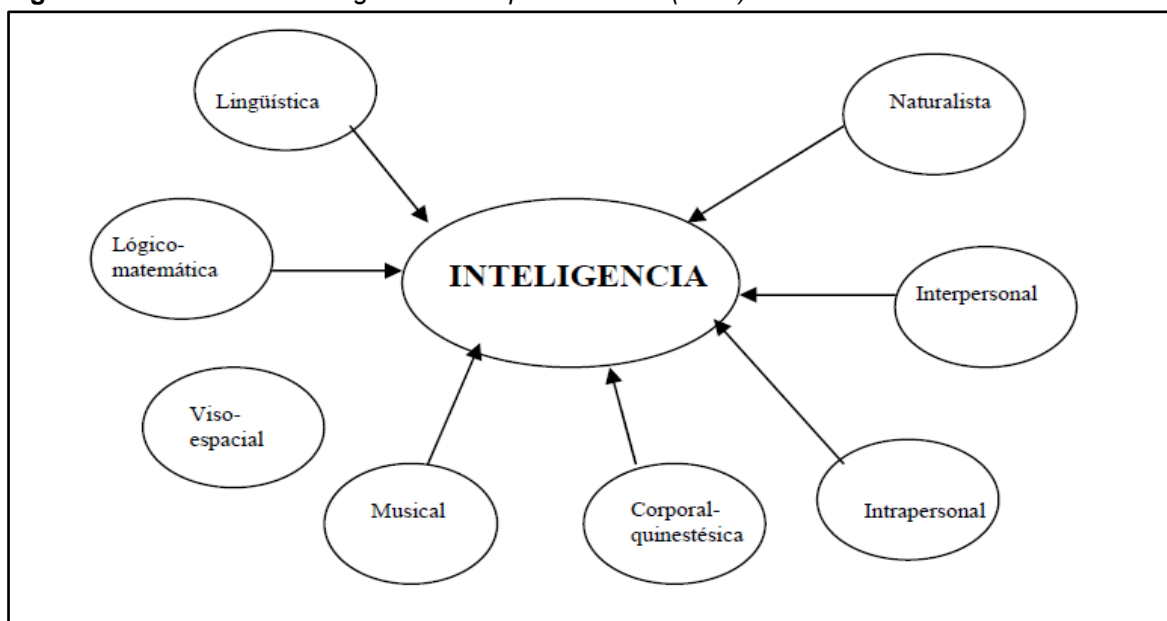 Lingüística
Naturalista
Lógico-
matemática
INTELIGENCIA
Interpersonal
Viso-
espacial
Musical
Corporal-
quinestésica
Intrapersonal